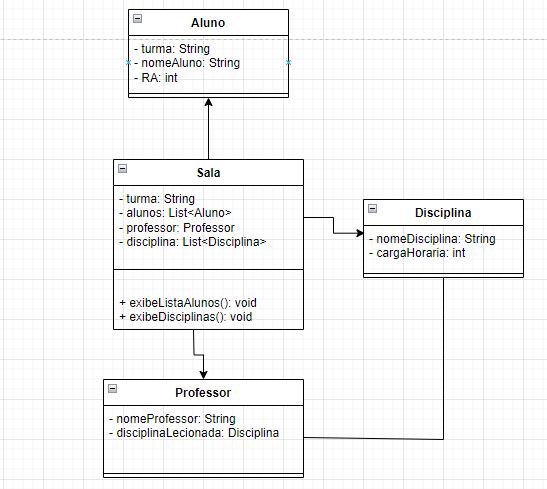 Aluno
- turma: String
- nomeAluno: String
- RA: int
Sala
- turma: String
- alunos: List<Aluno>
- professor: Professor
- disciplina: List<Disciplina>
+ exibeListaAlunos(): void
+ exibeDisciplinas(): void
Disciplina
- nomeDisciplina: String
- cargaHoraria: int
Professor
- nomeProfessor: String
- disciplinaLecionada: Disciplina